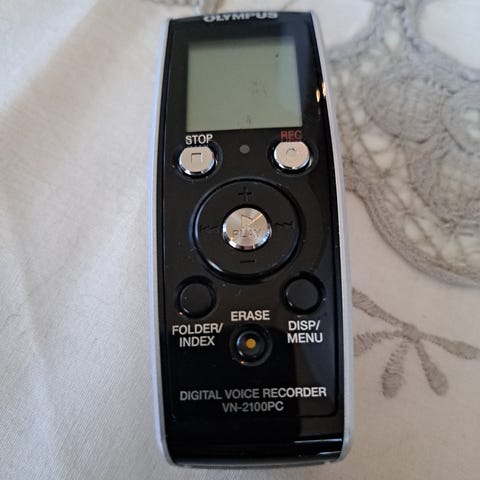 OLYMPUS
STOP
REC
PLAY
FOLDER/
INDEX
ERASE
DISP/
MENU
DIGITAL VOICE RECORDER
VN-2100PC